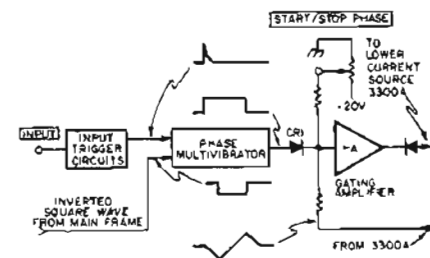 START/STOP PHASE
TO
LOWER
CURRENT
SOURCE
3300A
-20V
INPUT
INPUT
TRIGGER
CIRCUITS
PHASE
MULTIVIBRATOR
CR1
-A
GATING
AMPLIFIER
INVERTED
SQUARE WAVE
FROM MAIN FRAME
FROM 3300A